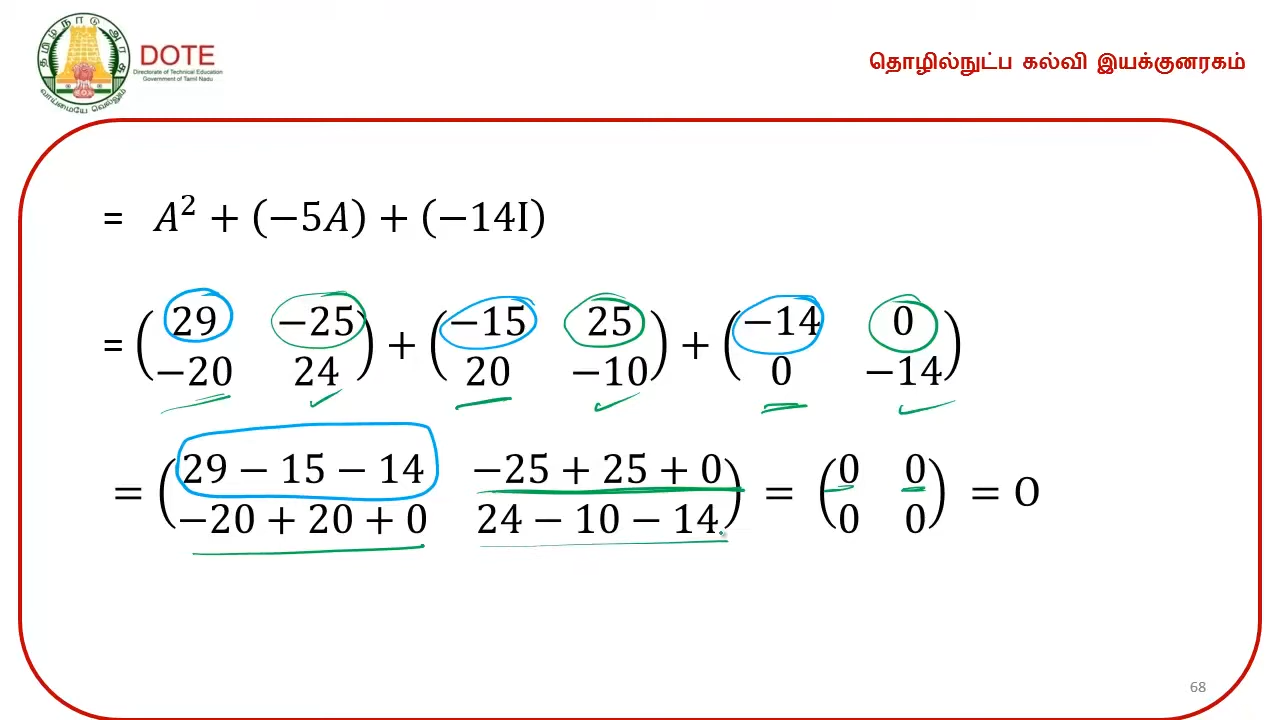 தமிழ்நாடு அரசு
வாய்மையே வெல்லும்
DOTE
Directorate of Technical Education
Government of Tamil Nadu
தொழில்நுட்ப கல்வி இயக்குனரகம்
= A² + (−5A) + (−14I)
= (29 −25) + (−15 25) + (−14 0)
(−20 24) (20 −10) (0 −14)
= (29 − 15 − 14 −25 + 25 + 0) = (0 0) = O
(−20 + 20 + 0 24 − 10 − 14) (0 0)
68